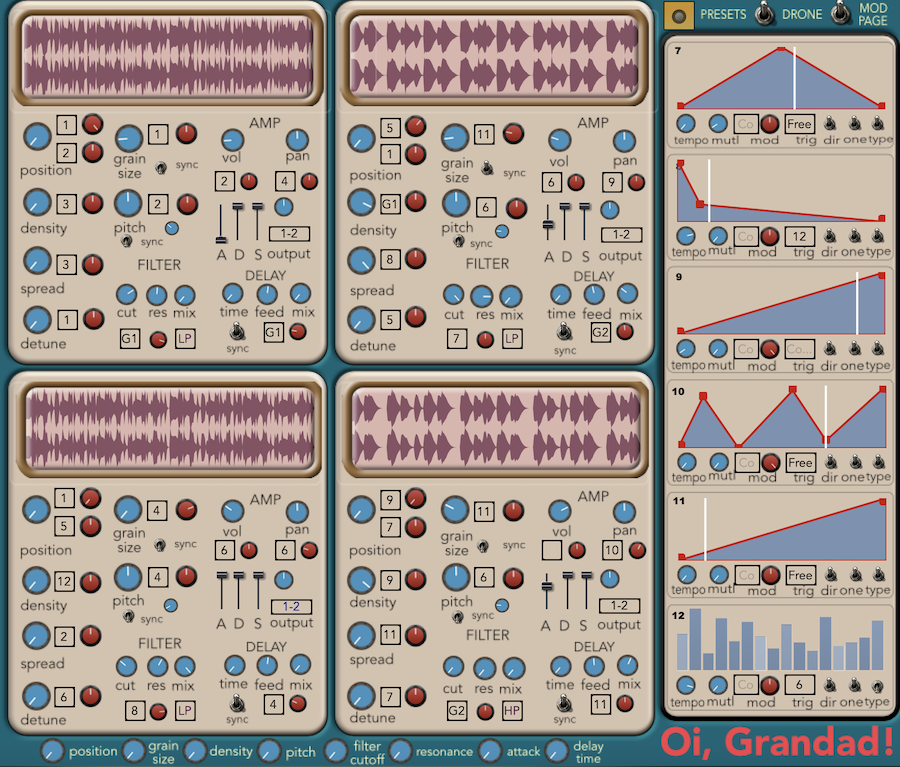 PRESETS DRONE MOD PAGE
AMP
1
2
position
1
grain size
sync
vol
pan
2
4
3
density
2
pitch
sync
A D S
1-2
output
3
spread
FILTER
cut res mix
DELAY
time feed mix
1
detune
G1
LP
sync
G1
AMP
5
1
position
11
grain size
sync
vol
pan
6
9
G1
density
6
pitch
sync
A D S
1-2
output
8
spread
FILTER
cut res mix
DELAY
time feed mix
5
detune
7
LP
sync
G2
AMP
1
5
position
4
grain size
sync
vol
pan
6
6
12
density
4
pitch
sync
A D S
1-2
output
2
spread
FILTER
cut res mix
DELAY
time feed mix
6
detune
8
LP
sync
4
AMP
9
7
position
11
grain size
sync
vol
pan
10
9
density
6
pitch
sync
A D S
1-2
output
11
spread
FILTER
cut res mix
DELAY
time feed mix
7
detune
G2
HP
sync
11
7
Co Free
tempo mutl mod trig dir one type
Co 12
tempo mutl mod trig dir one type
9
Co Co...
tempo mutl mod trig dir one type
10
Co Free
tempo mutl mod trig dir one type
11
Co Free
tempo mutl mod trig dir one type
12
Co 6
tempo mutl mod trig dir one type
position grain size density pitch filter cutoff resonance attack delay time
Oi, Grandad!